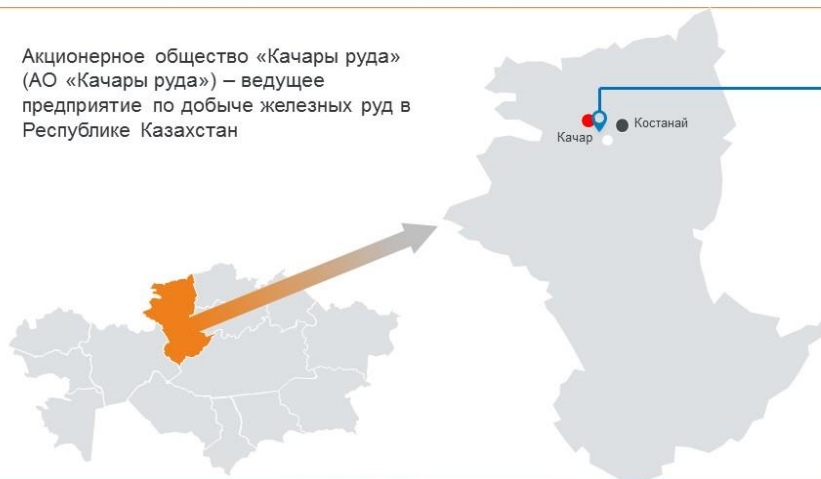 Акционерное общество «Качары руда»
(АО «Качары руда») – ведущее
предприятие по добыче железных руд в
Республике Казахстан
Костанай
Качар